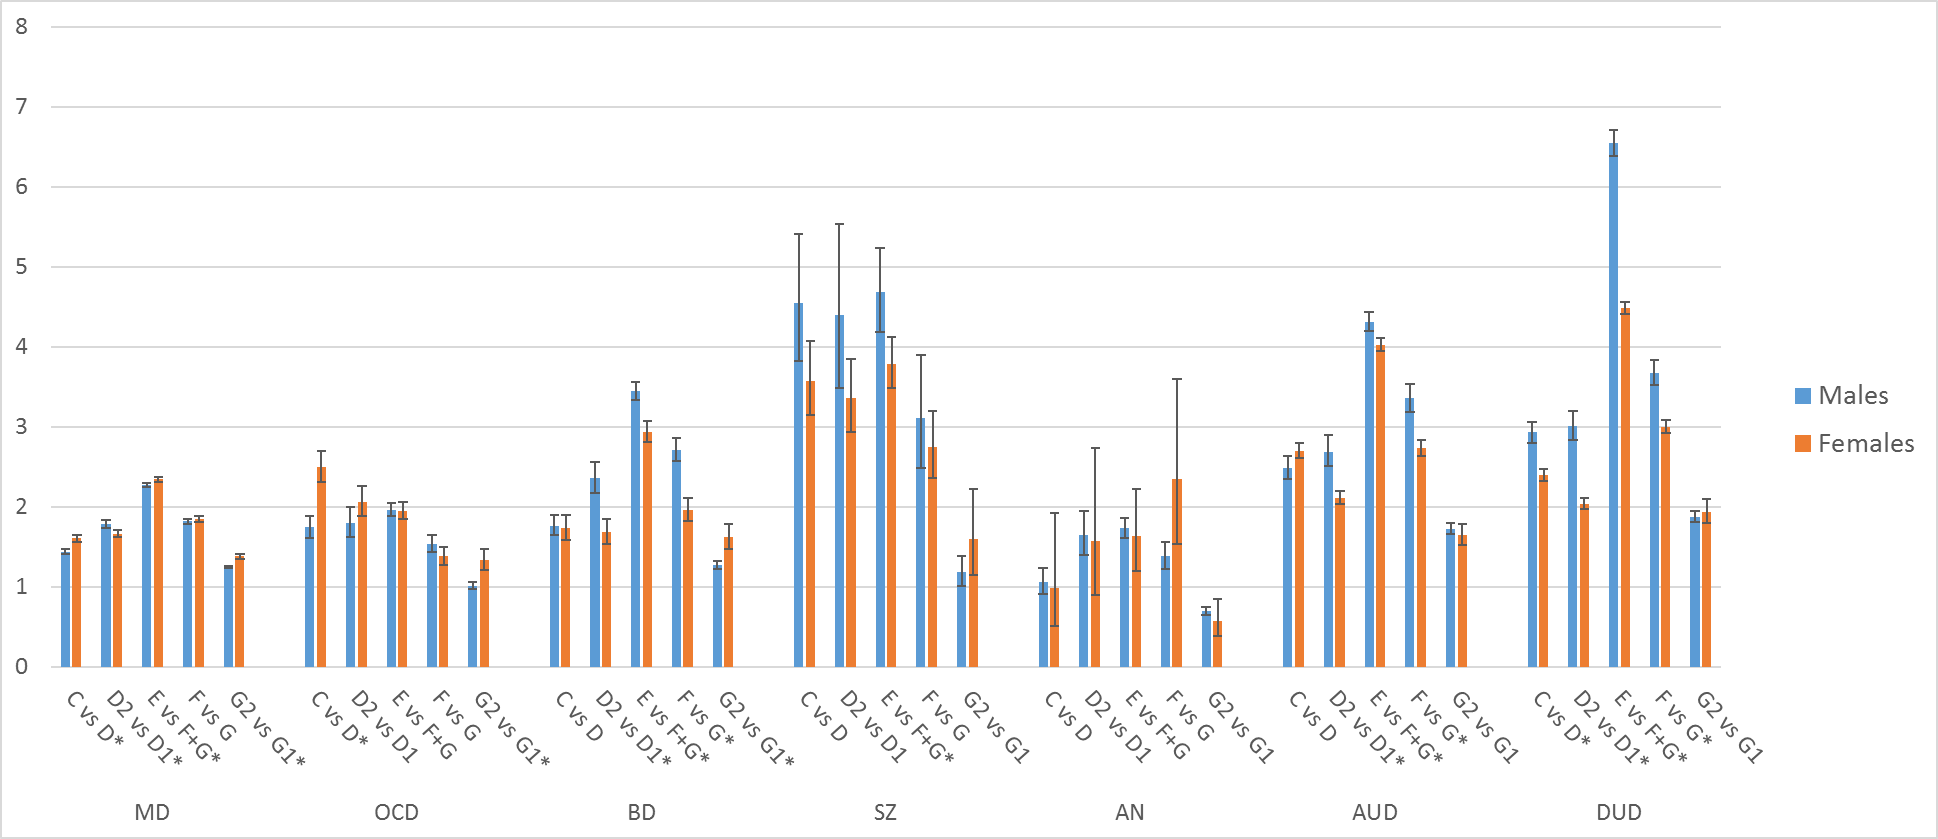 8
7
6
5
4
3
2
1
0
C vs D*
D2 vs D1*
E vs F+G*
F vs G
G2 vs G1*
C vs D*
D2 vs D1
E vs F+G
F vs G
G2 vs G1*
C vs D
D2 vs D1*
E vs F+G*
F vs G*
G2 vs G1*
C vs D
D2 vs D1
E vs F+G*
F vs G
G2 vs G1
C vs D
D2 vs D1
E vs F+G
F vs G
G2 vs G1
C vs D
D2 vs D1*
E vs F+G*
F vs G*
G2 vs G1
C vs D*
D2 vs D1*
E vs F+G*
F vs G*
G2 vs G1
MD
OCD
BD
SZ
AN
AUD
DUD
Males
Females